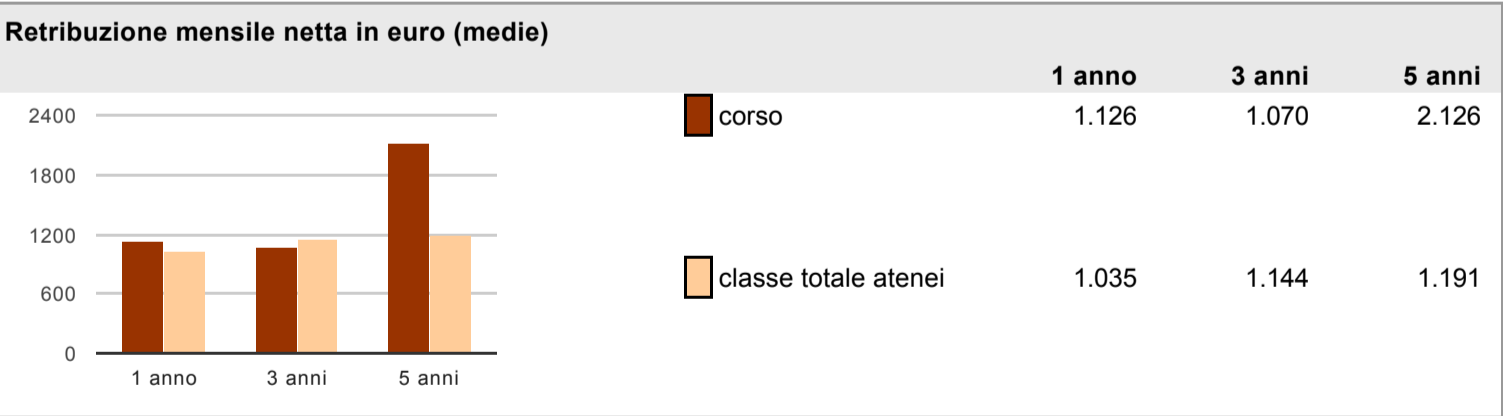 Retribuzione mensile netta in euro (medie)
1 anno 3 anni 5 anni
corso 1.126 1.070 2.126
classe totale atenei 1.035 1.144 1.191
2400
1800
1200
600
0
1 anno 3 anni 5 anni